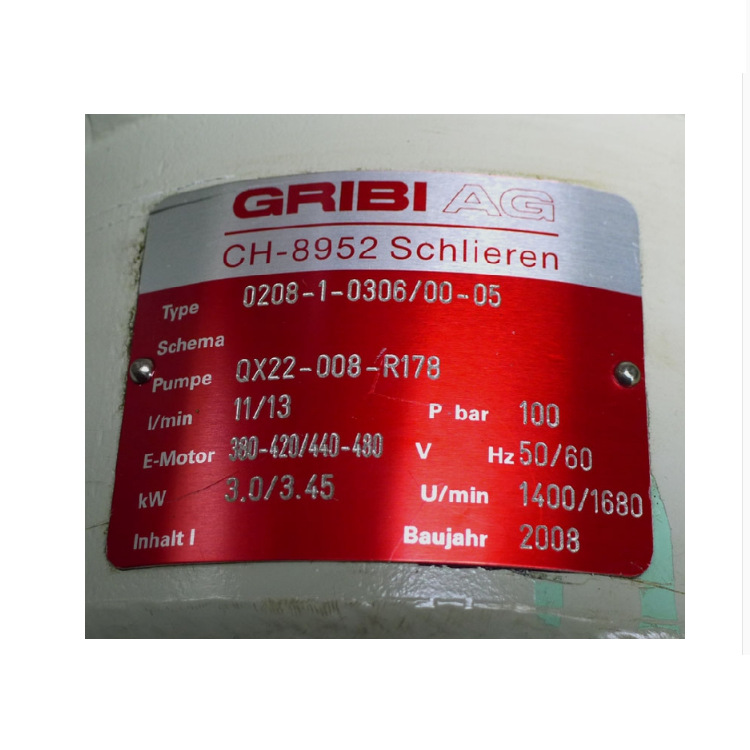 GRIBI AG
CH-8952 Schlieren
Type 0208-1-0306/00-05
Schema
Pumpe QX22-008-R178
l/min 11/13 P bar 100
E-Motor 380-420/440-480 V Hz 50/60
kW 3.0/3.45 U/min 1400/1680
Inhalt l Baujahr 2008